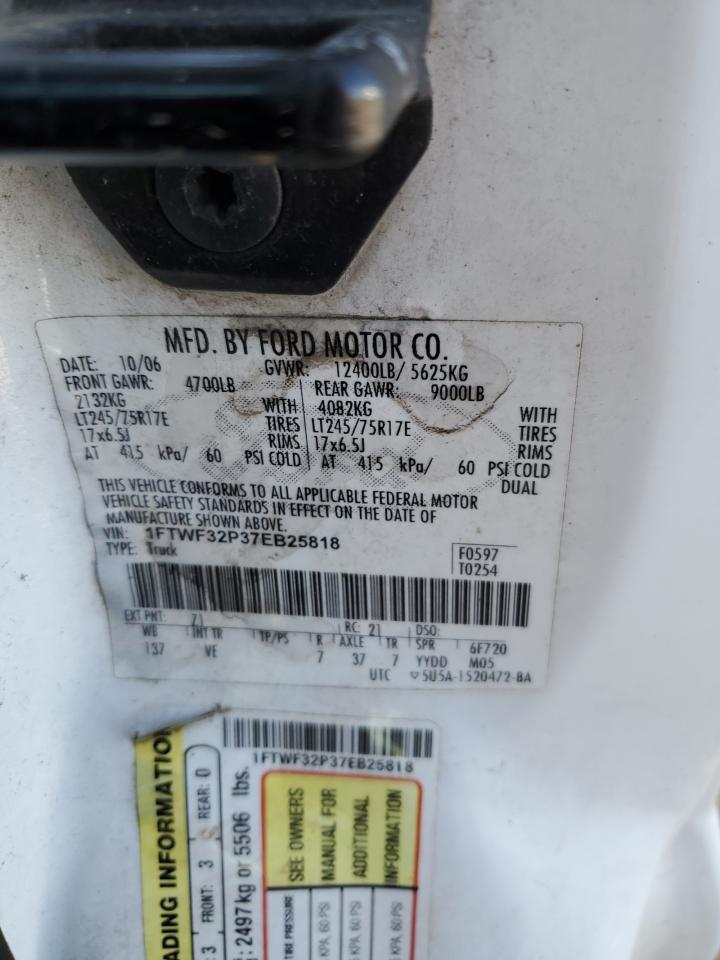 MFD. BY FORD MOTOR CO.
DATE: 10/06 GVWR: 12400LB/ 5625KG
FRONT GAWR: 4700LB REAR GAWR: 9000LB
2132KG WITH 4082KG WITH
LT245/75R17E TIRES LT245/75R17E TIRES
17x6.5J RIMS 17x6.5J RIMS
AT 415 kPa/ 60 PSI COLD AT 415 kPa/ 60 PSI COLD
DUAL
THIS VEHICLE CONFORMS TO ALL APPLICABLE FEDERAL MOTOR
VEHICLE SAFETY STANDARDS IN EFFECT ON THE DATE OF
MANUFACTURE SHOWN ABOVE.
VIN: 1FTWF32P37EB25818
TYPE: Truck
F0597
T0254
EXT PNT: Z1 RC: 21 DSO:
WB INT TR TP/PS R AXLE TR SPR 6F720
137 VE 7 37 7 YYDD M05
UTC ▽5U5A-1520472-BA
1FTWF32P37EB25818
ADING INFORMATION
3 FRONT: 3 REAR: 0
: 2497 kg or 5506 lbs.
SEE OWNERS
MANUAL FOR
ADDITIONAL
INFORMATION
TIRE PRESSURE
KPA, 60 PSI
KPA, 60 PSI
KPA, 60 PSI